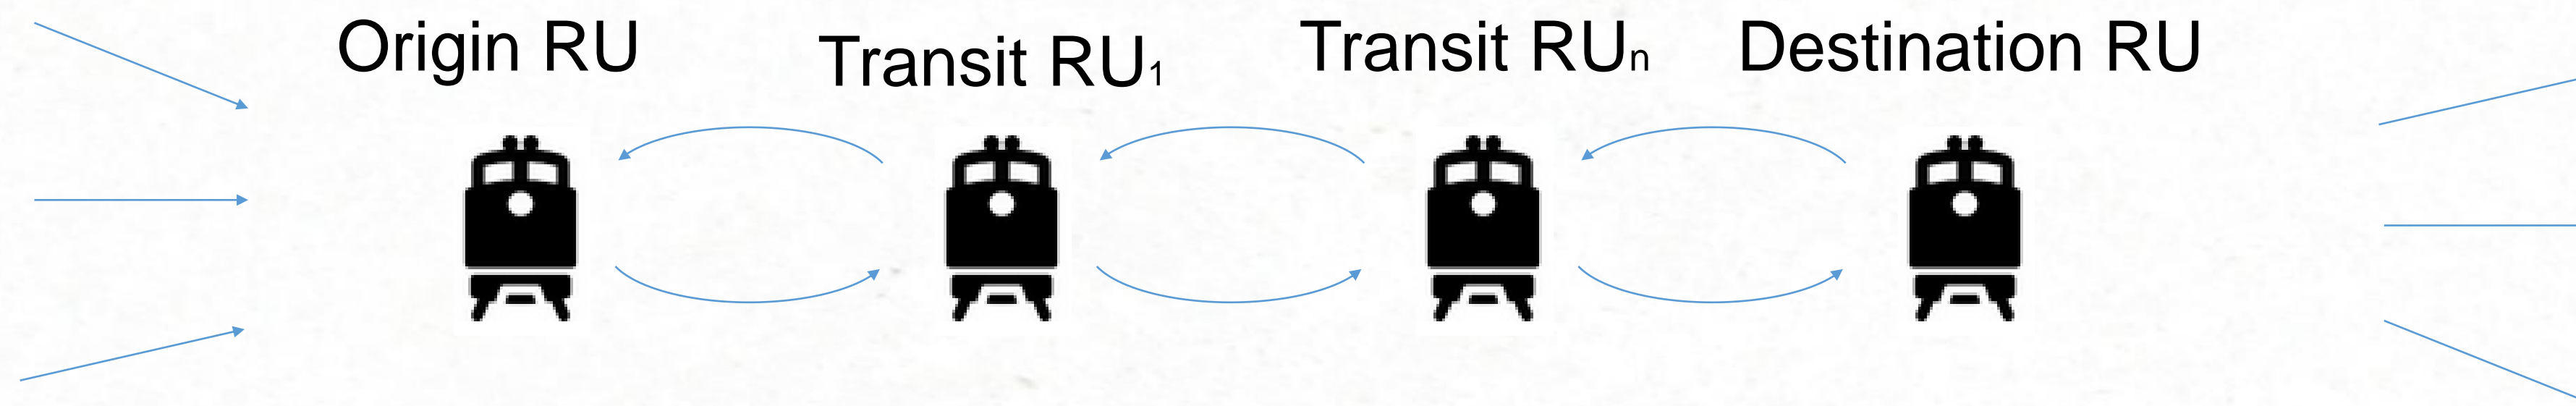 Origin RU
Transit RU₁
Transit RUn
Destination RU